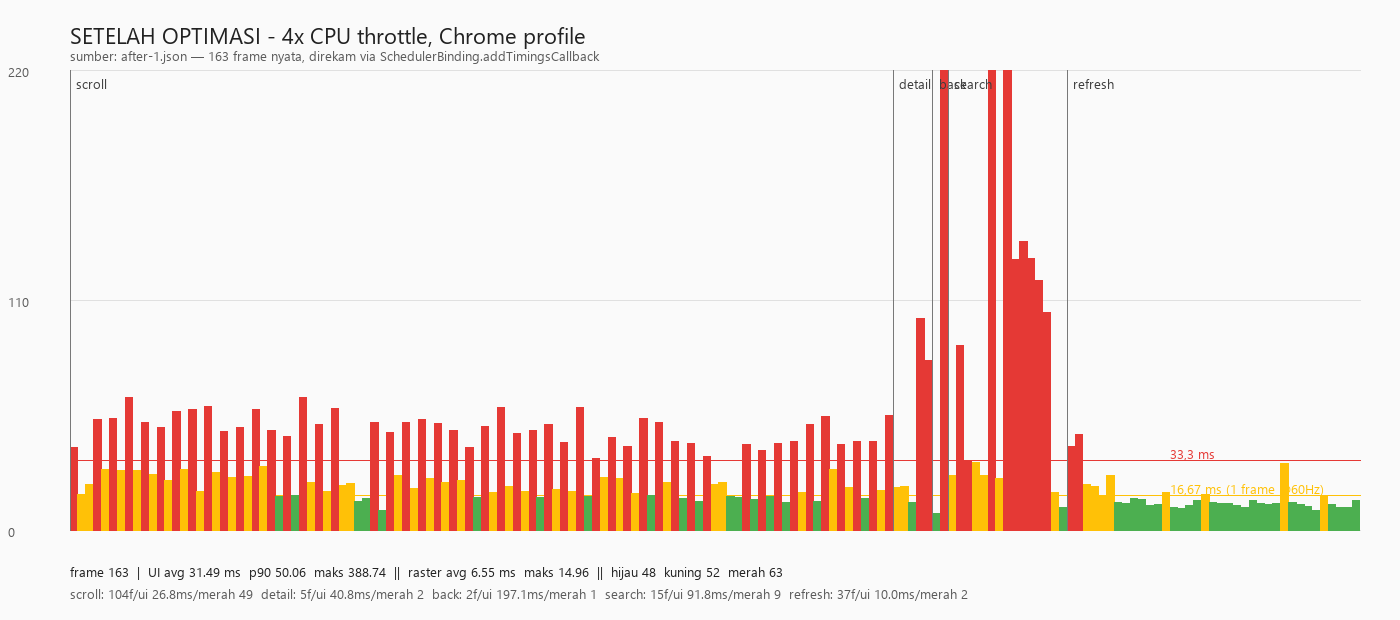 SETELAH OPTIMASI - 4x CPU throttle, Chrome profile
sumber: after-1.json — 163 frame nyata, direkam via SchedulerBinding.addTimingsCallback
220
scroll
detail
back
search
refresh
110
33,3 ms
16,67 ms (1 frame @60Hz)
0
frame 163 | UI avg 31.49 ms p90 50.06 maks 388.74 || raster avg 6.55 ms maks 14.96 || hijau 48 kuning 52 merah 63
scroll: 104f/ui 26.8ms/merah 49 detail: 5f/ui 40.8ms/merah 2 back: 2f/ui 197.1ms/merah 1 search: 15f/ui 91.8ms/merah 9 refresh: 37f/ui 10.0ms/merah 2